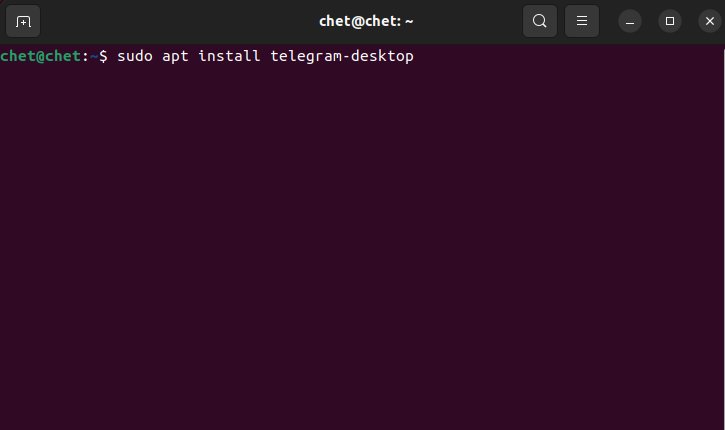 chet@chet: ~
chet@chet:~$ sudo apt install telegram-desktop